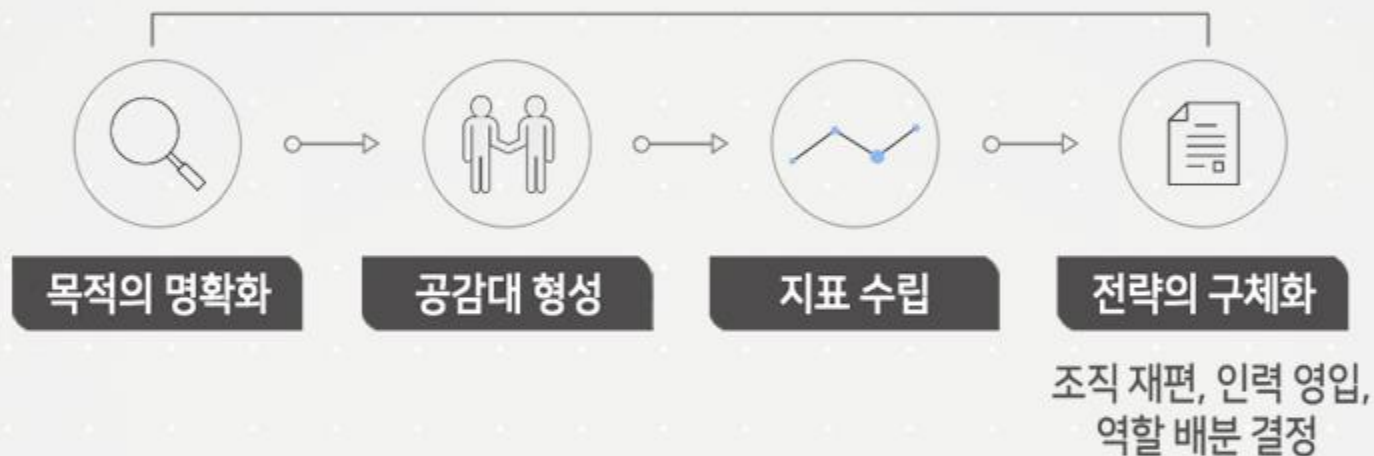 목적의 명확화
공감대 형성
지표 수립
전략의 구체화
조직 재편, 인력 영입,
역할 배분 결정